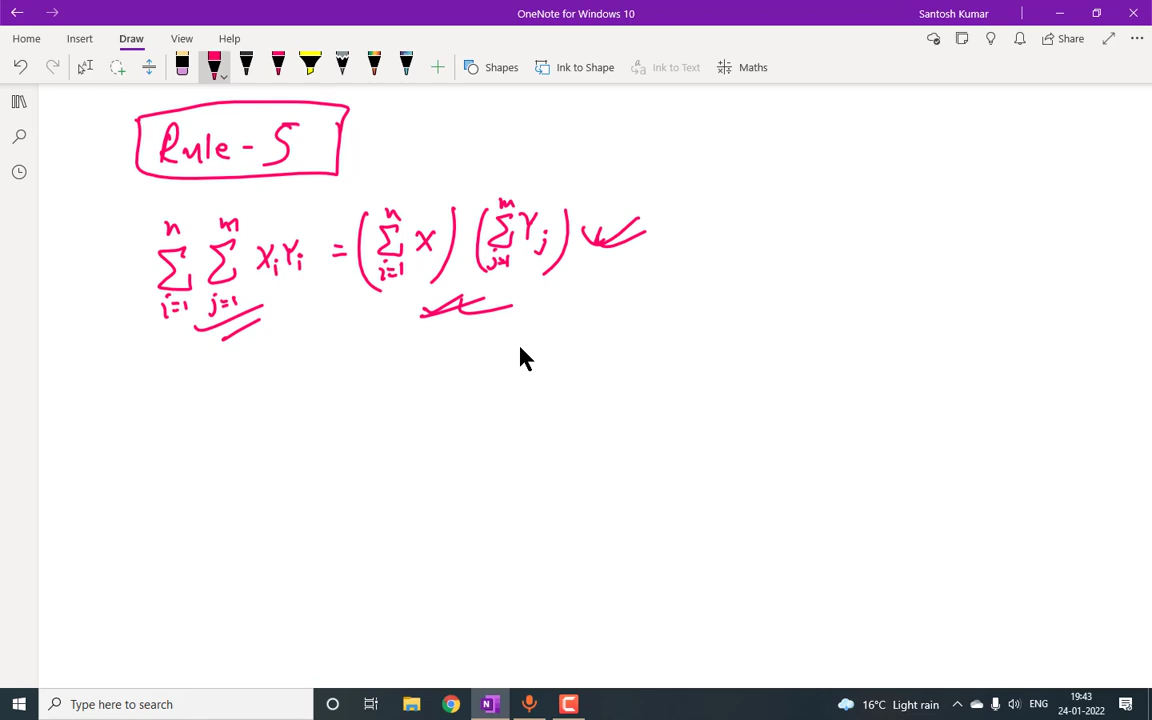 OneNote for Windows 10
Santosh Kumar
Home Insert Draw View Help
Share
Shapes Ink to Shape Ink to Text Maths
Rule - 5
n m n m
∑ ∑ XiYi = (∑ X) (∑ Yj)
i=1 j=1 i=1 j=1
Type here to search
16°C Light rain
ENG
19:43
24-01-2022